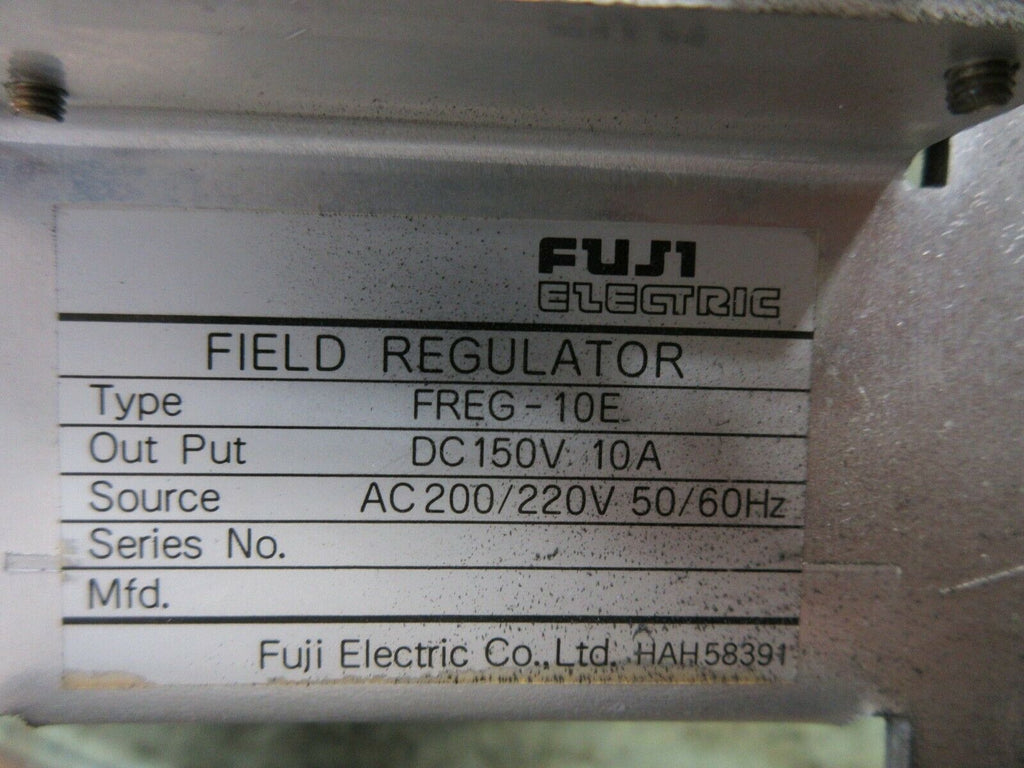 FUJI
ELECTRIC
FIELD REGULATOR
Type FREG-10E
Out Put DC150V 10A
Source AC200/220V 50/60Hz
Series No.
Mfd.
Fuji Electric Co.,Ltd. HAH58391